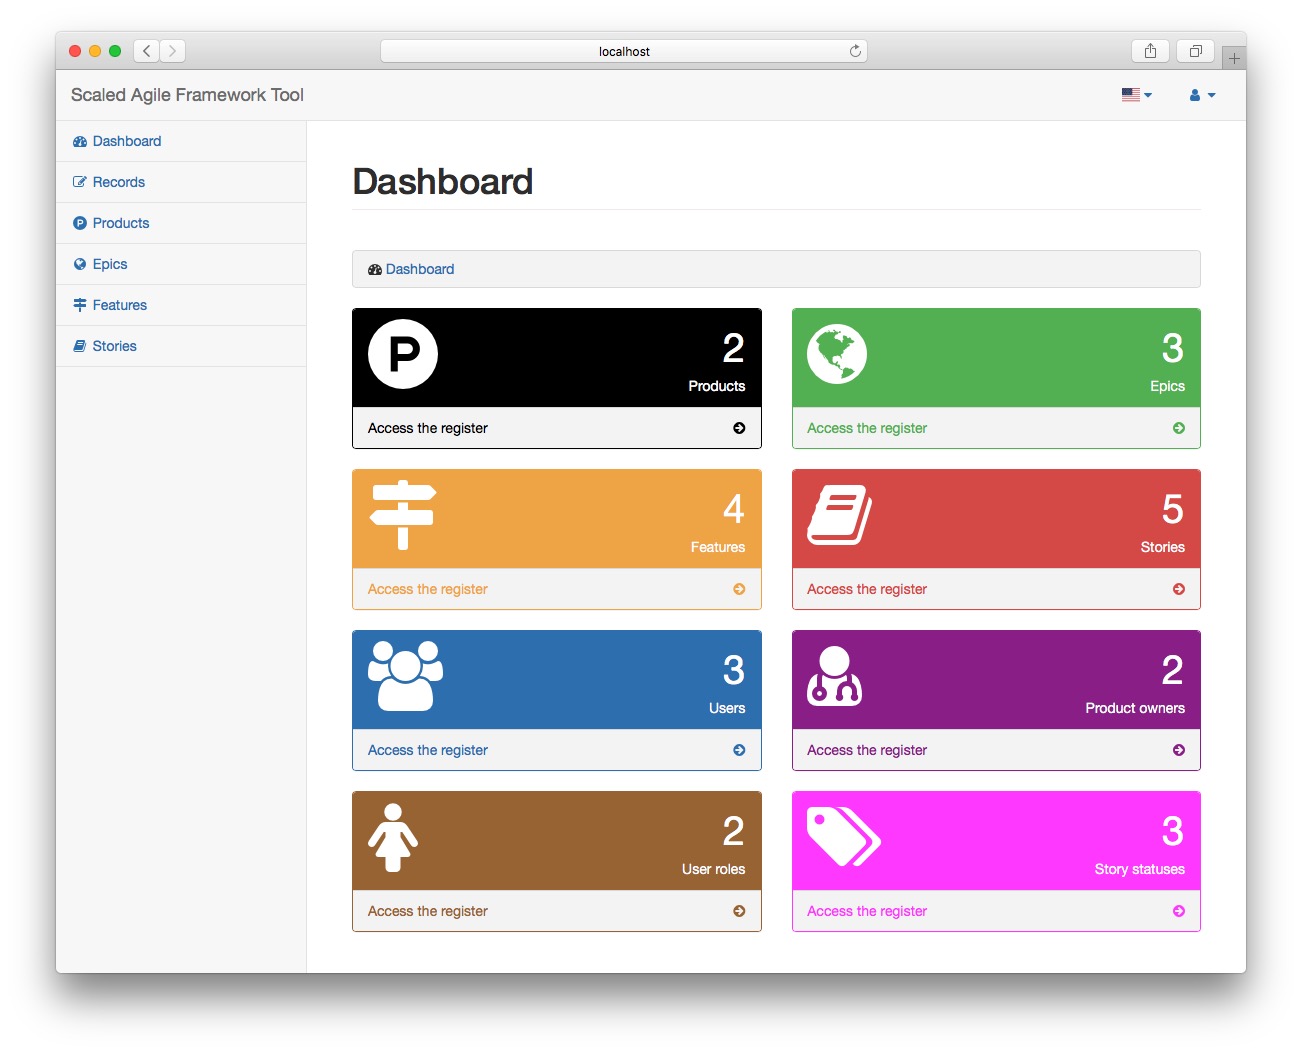 localhost
Scaled Agile Framework Tool
Dashboard
Records
Products
Epics
Features
Stories
Dashboard
Dashboard
P
2
Products
Access the register
3
Epics
Access the register
4
Features
Access the register
5
Stories
Access the register
3
Users
Access the register
2
Product owners
Access the register
2
User roles
Access the register
3
Story statuses
Access the register